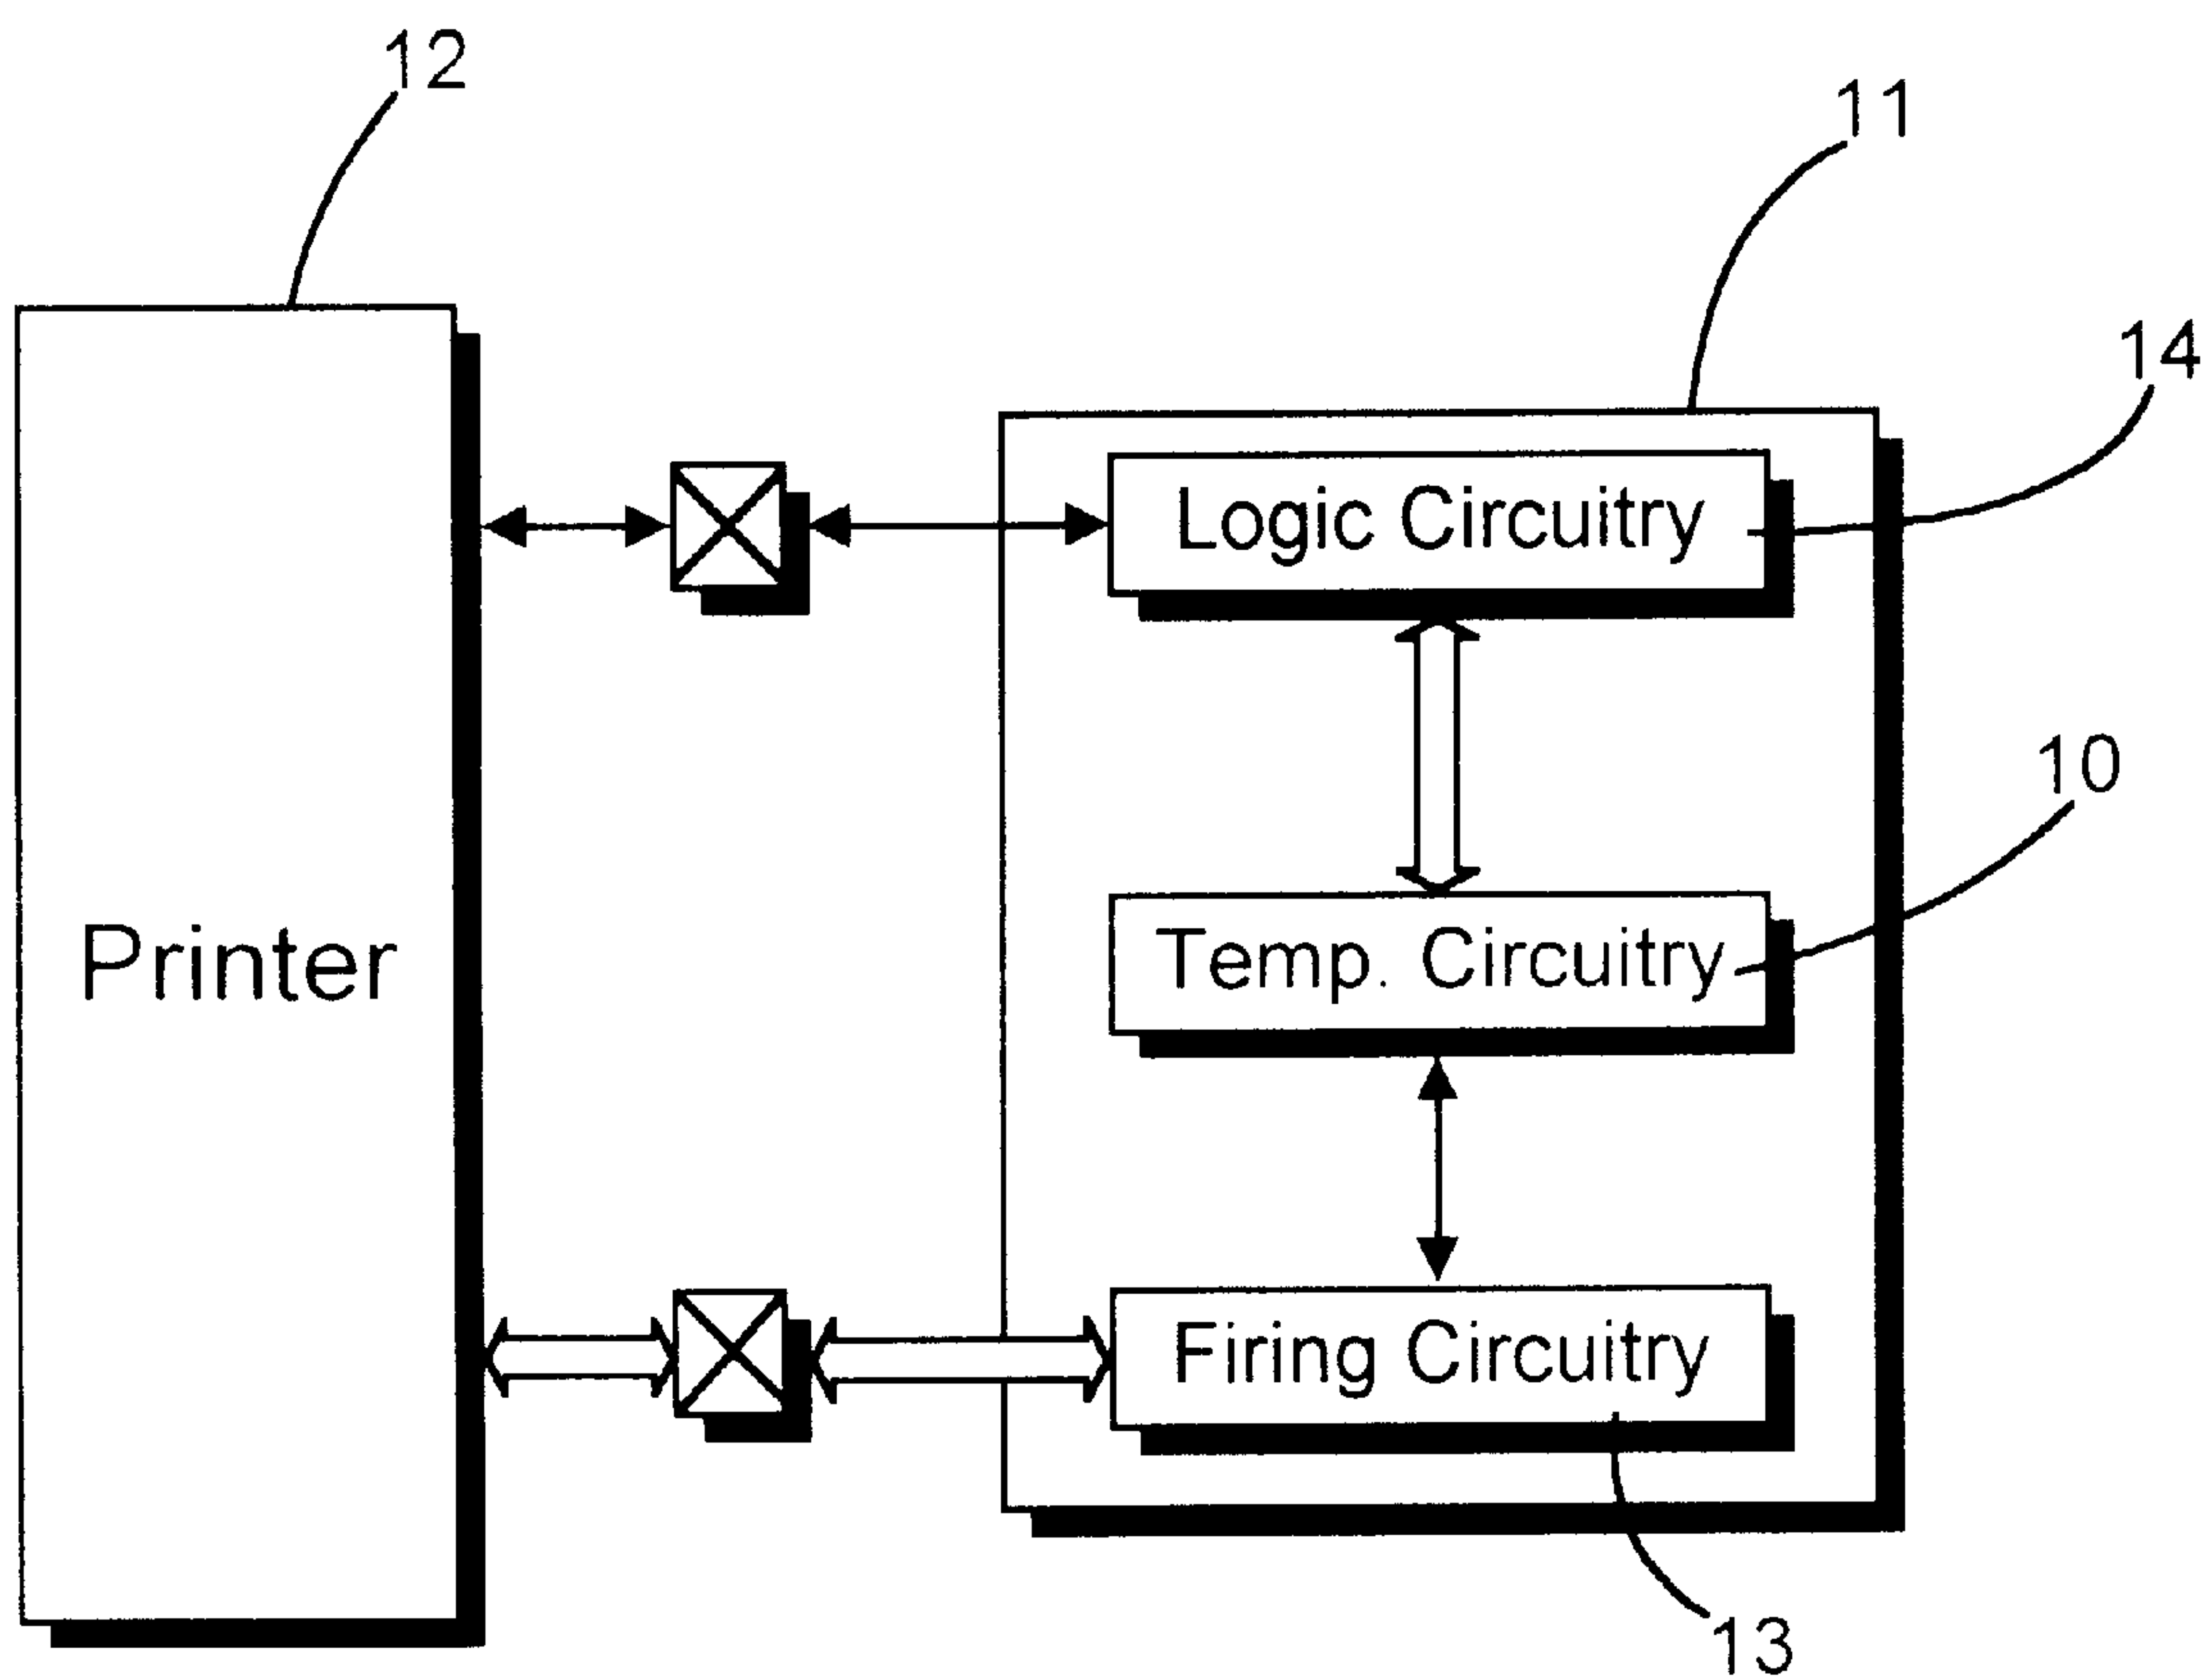 12
11
14
Logic Circuitry
10
Printer
Temp. Circuitry
Firing Circuitry
13